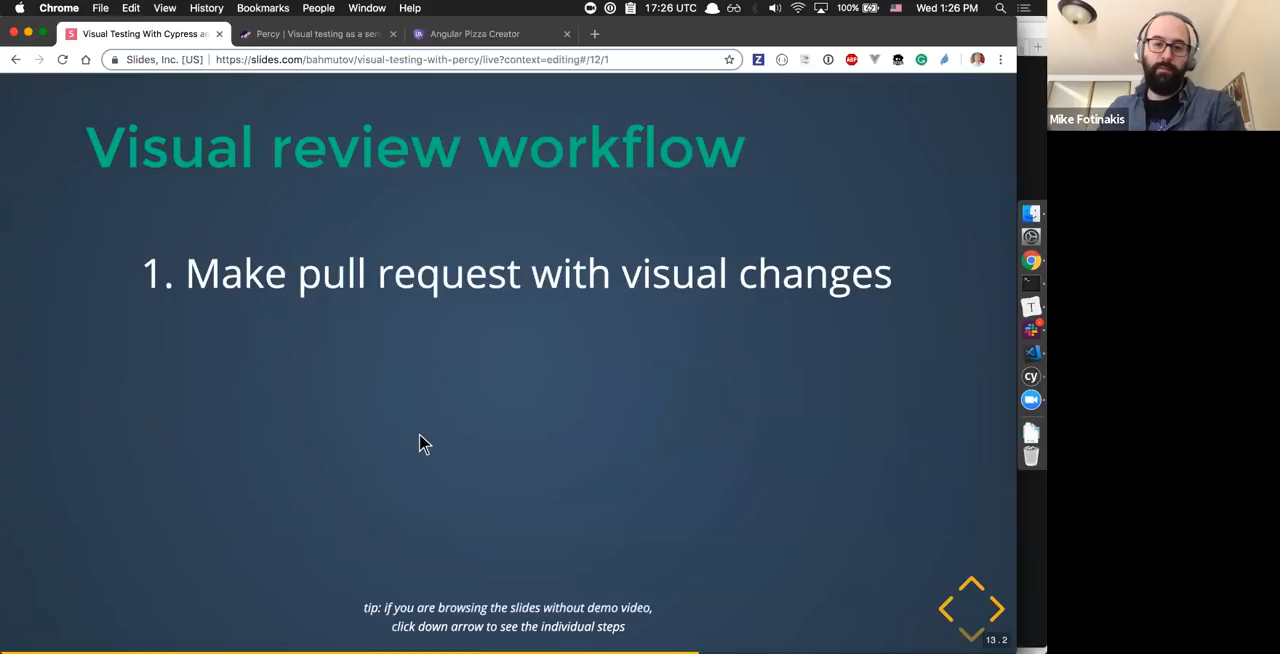 Chrome File Edit View History Bookmarks People Window Help 17:26 UTC 100% Wed 1:26 PM
Visual Testing With Cypress an Percy | Visual testing as a ser Angular Pizza Creator
Slides, Inc. [US] https://slides.com/bahmutov/visual-testing-with-percy/live?context=editing#/12/1
Mike Fotinakis
Visual review workflow
1. Make pull request with visual changes
tip: if you are browsing the slides without demo video,
click down arrow to see the individual steps
13.2
Z
ABP
T
cy